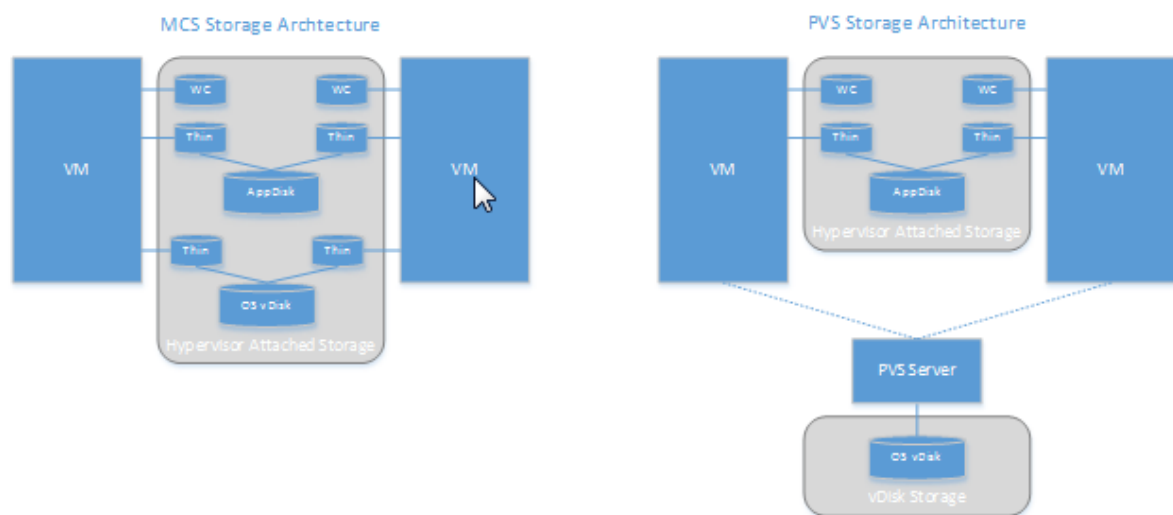 MCS Storage Archtecture
VM
WC
WC
Thin
Thin
AppDisk
Thin
Thin
OS vDisk
Hypervisor Attached Storage
VM
PVS Storage Architecture
VM
WC
WC
Thin
Thin
AppDisk
Hypervisor Attached Storage
VM
PVS Server
OS vDisk
vDisk Storage